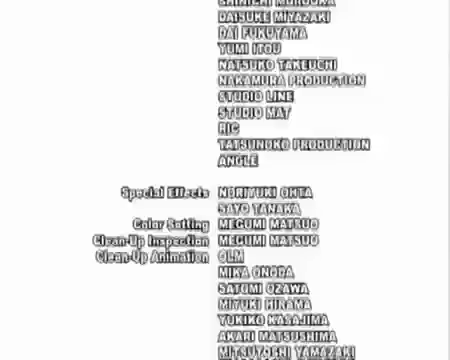 SHINICHI MUROOKA
DAISUKE MIYAZAKI
DAI FUKUYAMA
YUMI ITOU
NATSUKO TAKEUCHI
NAKAMURA PRODUCTION
STUDIO LINE
STUDIO MAT
RIC
TATSUNOKO PRODUCTION
ANGLE
Special Effects NORIYUKI OHTA
SAYO TANAKA
Color Setting MEGUMI MATSUO
Clean-Up Inspection MEGUMI MATSUO
Clean-Up Animation OLM
MIKA ONODA
SATOMI OZAWA
MIYUKI HIRAMA
YUKIKO KASAJIMA
AKARI MATSUSHIMA
MITSUYOSHI YAMAZAKI